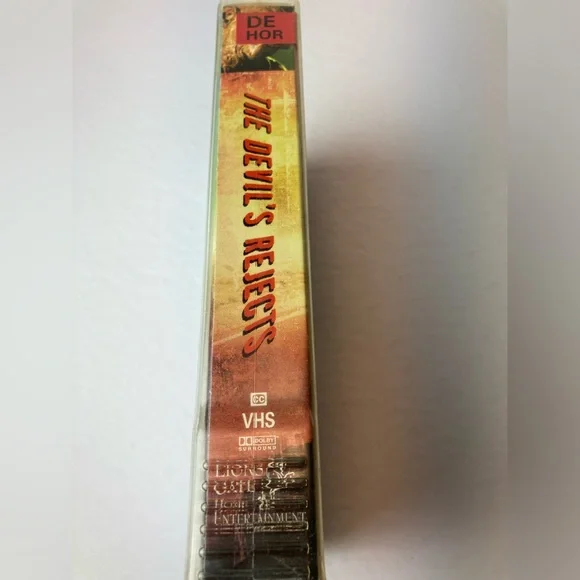 DE
HOR
THE DEVIL'S REJECTS
CC
VHS
DOLBY
SURROUND
LIONS
GATE
HOME
ENTERTAINMENT